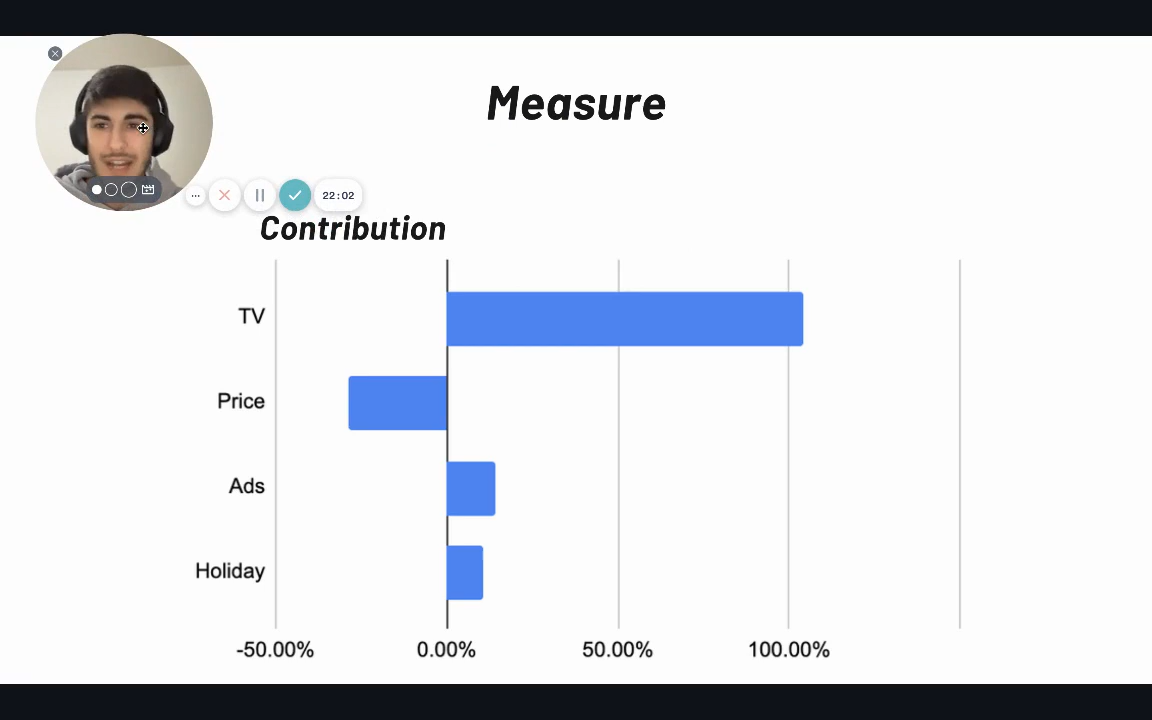 Measure
22:02
Contribution
TV
Price
Ads
Holiday
-50.00% 0.00% 50.00% 100.00%